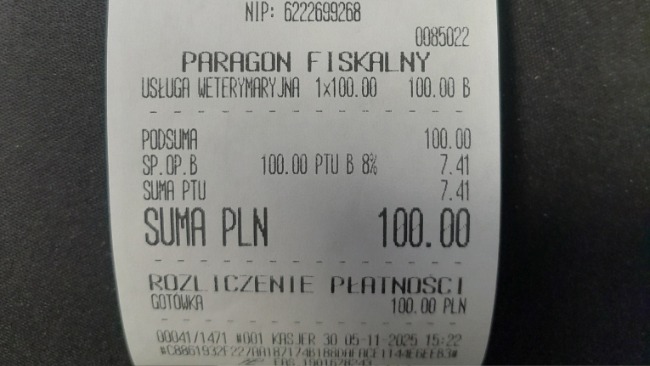 NIP: 6222699268
0085022
PARAGON FISKALNY
USŁUGA WETERYMARYJNA 1x100.00 100.00 B
PODSUMA 100.00
SP.OP.B 100.00 PTU B 8% 7.41
SUMA PTU 7.41
SUMA PLN 100.00
ROZLICZENIE PŁATNOŚCI
GOTÓWKA 100.00 PLN
00041/1471 #001 KASJER 30 05-11-2025 15:22